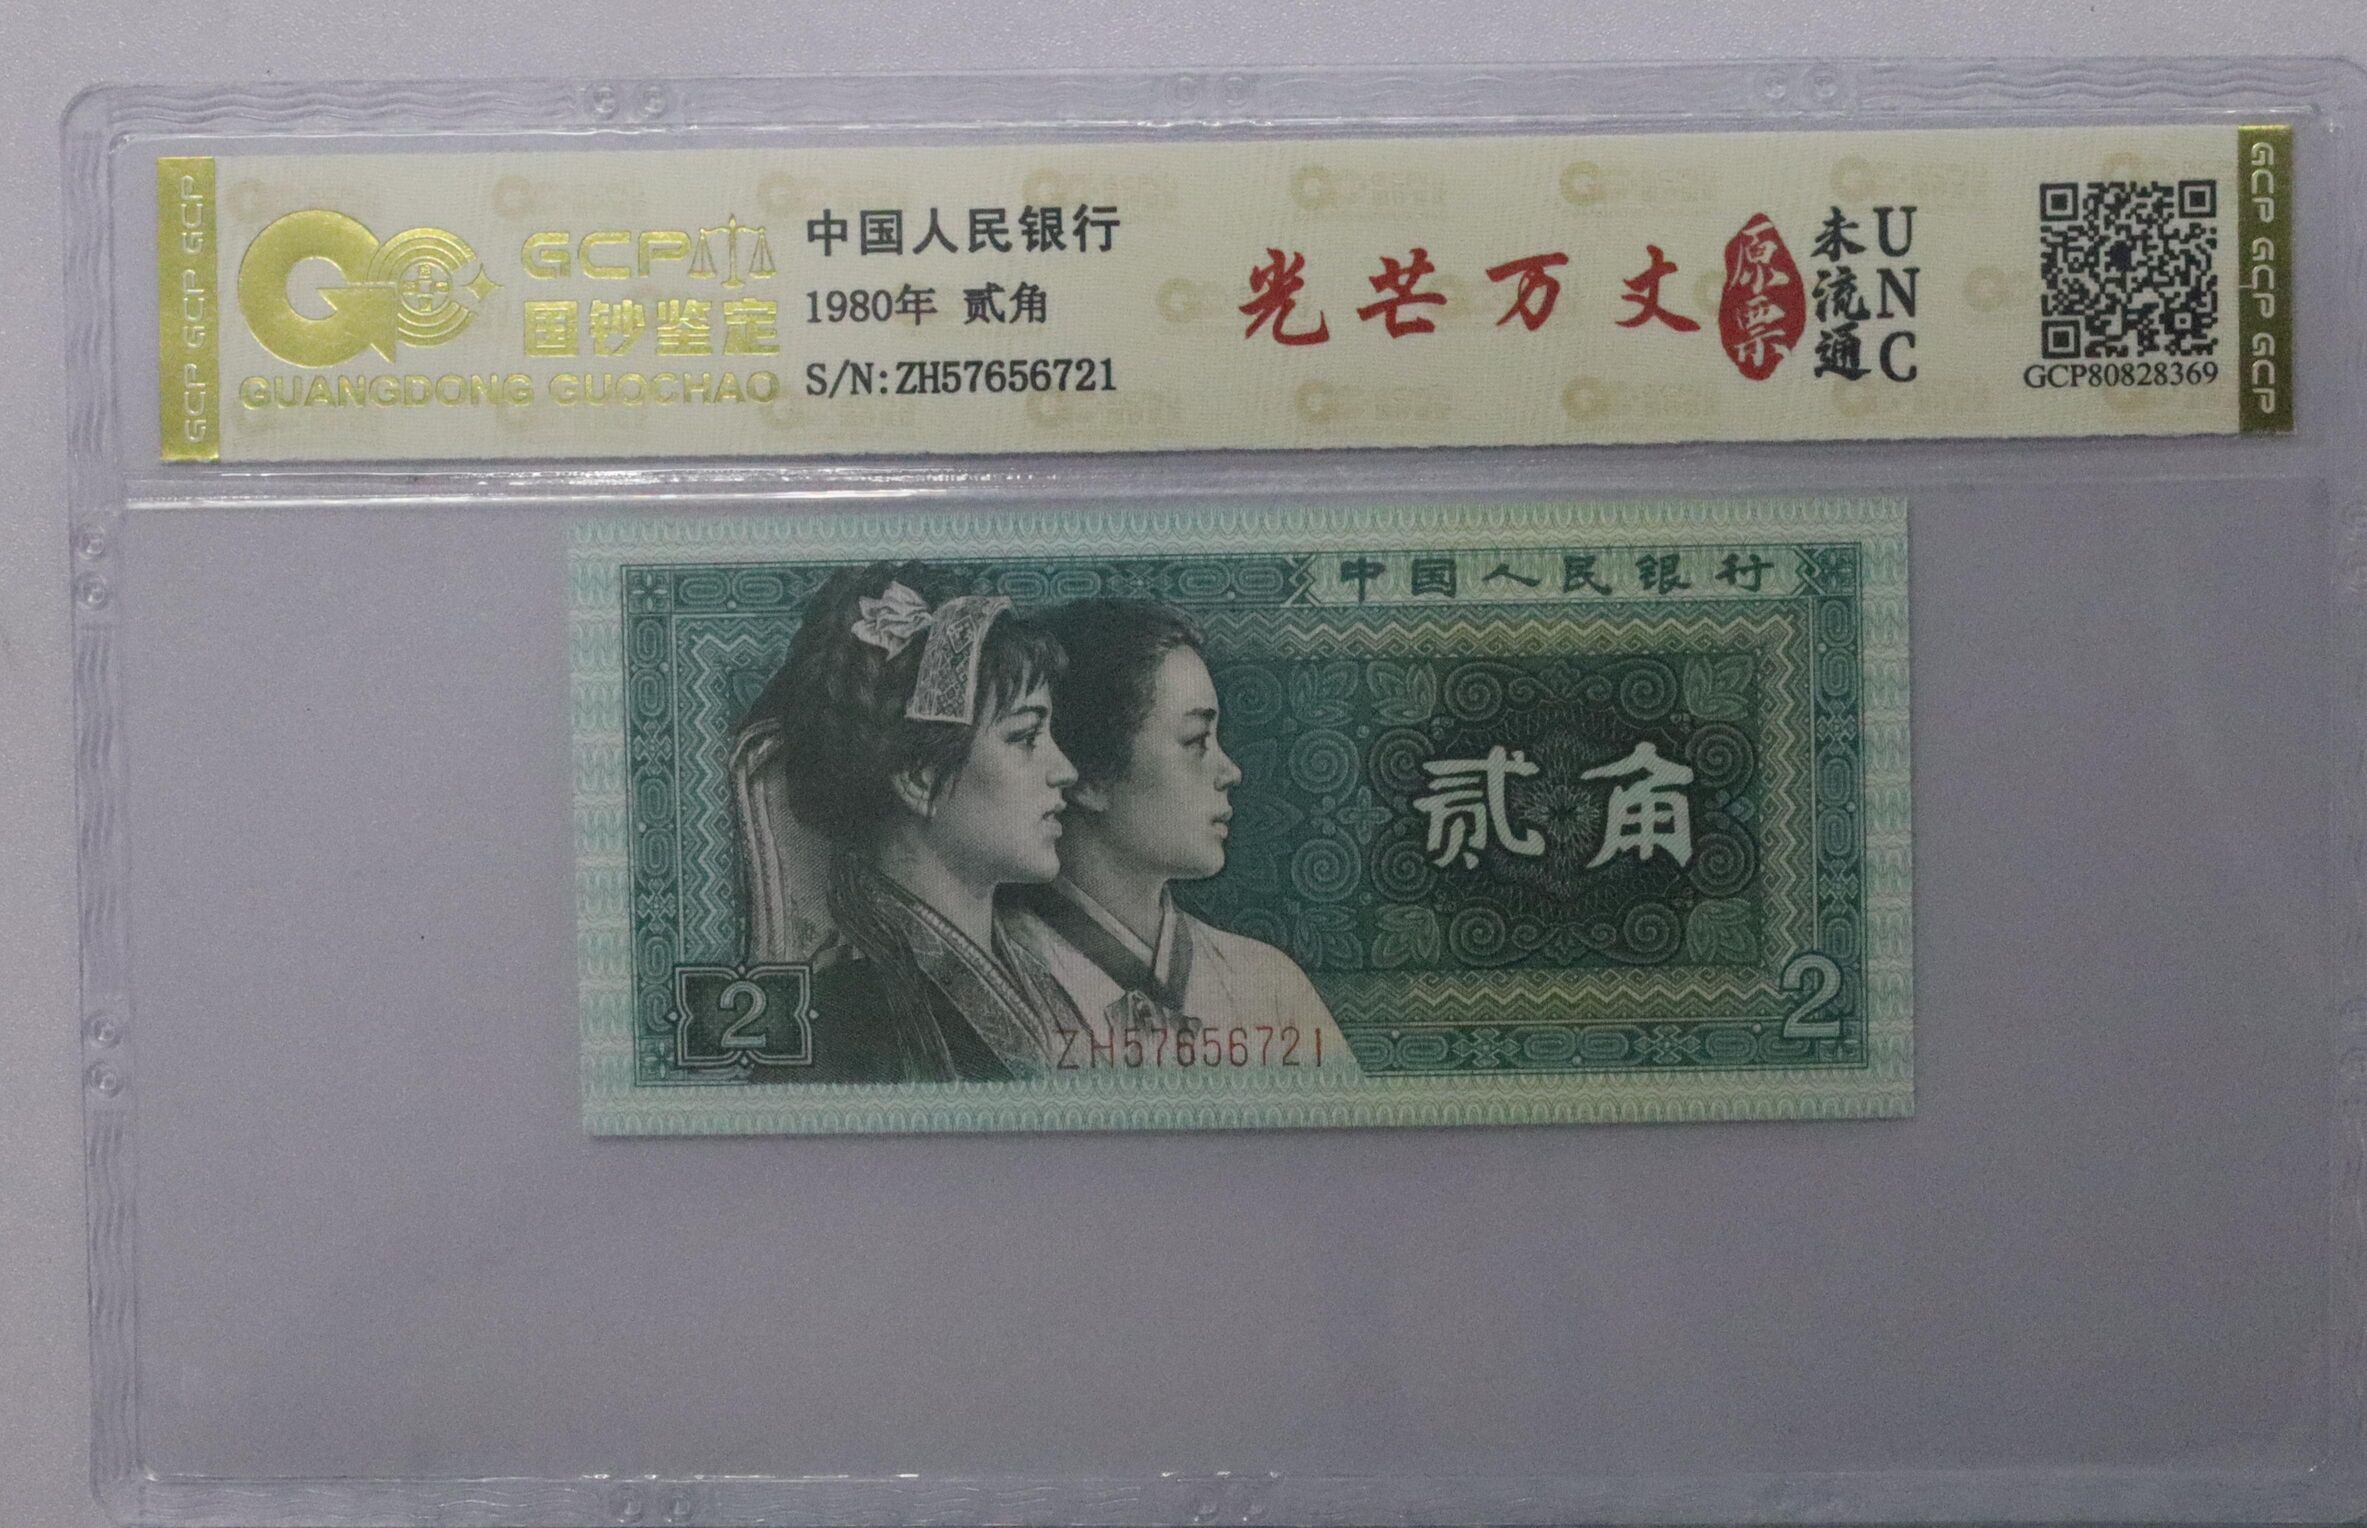 GCP GCP GCP
GCP
国钞鉴定
GUANGDONG GUOCHAO
中国人民银行
1980年 贰角
S/N:ZH57656721
光芒万丈
原票
未流通
UNC
GCP80828369
GCP GCP GCP
中国人民银行
贰角
2
2
ZH57656721